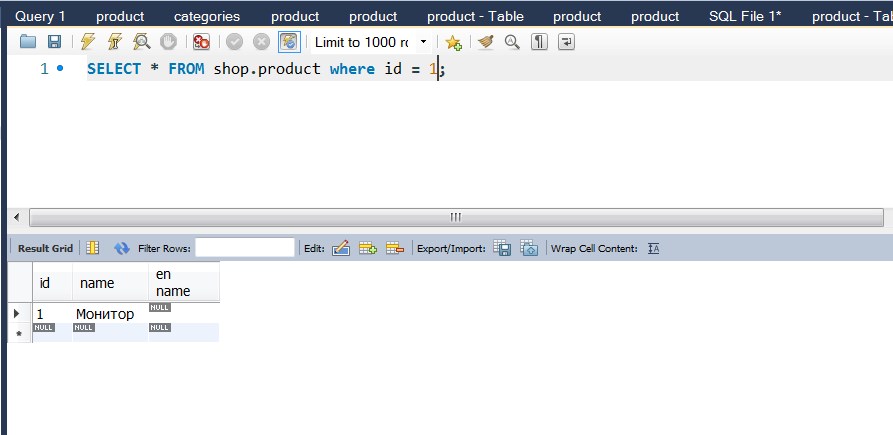 Query 1 product categories product product product - Table product product SQL File 1* product - Tab
Limit to 1000 rc
1 SELECT * FROM shop.product where id = 1;
Result Grid Filter Rows: Edit: Export/Import: Wrap Cell Content:
id name en name
1 Монитор NULL
* NULL NULL NULL